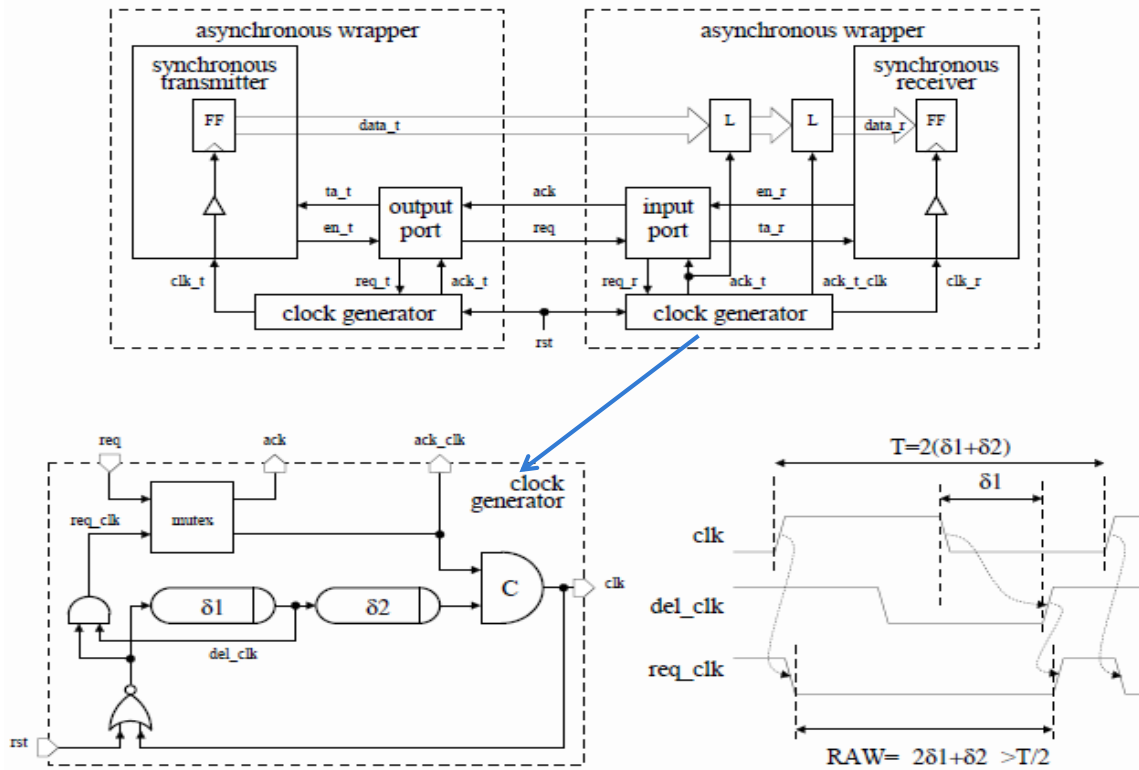 asynchronous wrapper
asynchronous wrapper
synchronous
transmitter
synchronous
receiver
FF
L
L
FF
data_t
data_r
ta_t
output
port
ack
input
port
en_r
en_t
req
ta_r
clk_t
req_t
ack_t
req_r
ack_t
ack_t_clk
clk_r
clock generator
clock generator
rst
req
ack
ack_clk
clock
generator
req_clk
mutex
C
clk
δ1
δ2
del_clk
rst
T=2(δ1+δ2)
δ1
clk
del_clk
req_clk
RAW= 2δ1+δ2 >T/2